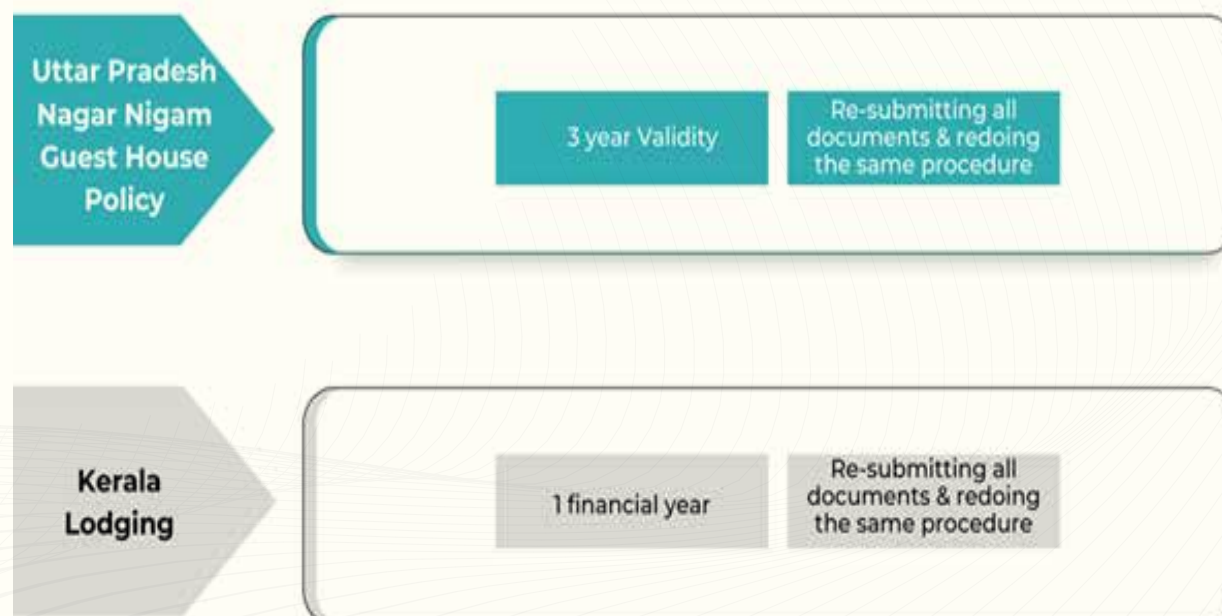 Uttar Pradesh
Nagar Nigam
Guest House
Policy
3 year Validity
Re-submitting all
documents & redoing
the same procedure
Kerala
Lodging
1 financial year
Re-submitting all
documents & redoing
the same procedure